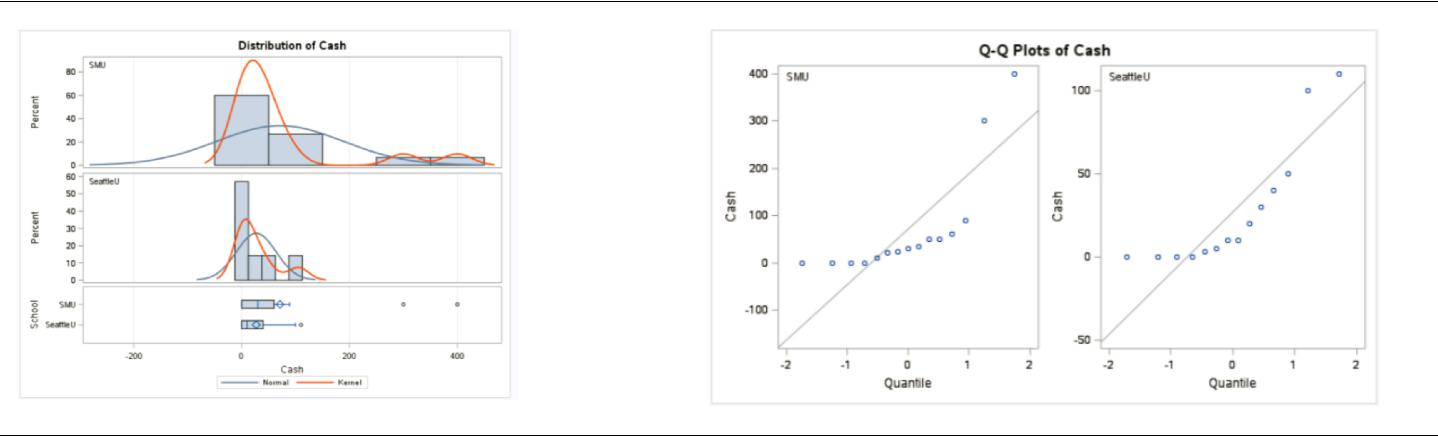 Distribution of Cash
SMU
80
60
40
20
0
Percent
SeattleU
60
50
40
30
20
10
0
Percent
School
SMU
SeattleU
-200
0
200
400
Cash
Normal
Kernel
Q-Q Plots of Cash
SMU
400
300
200
100
0
-100
Cash
-2
-1
0
1
2
Quantile
SeattleU
100
50
0
-50
Cash
-2
-1
0
1
2
Quantile